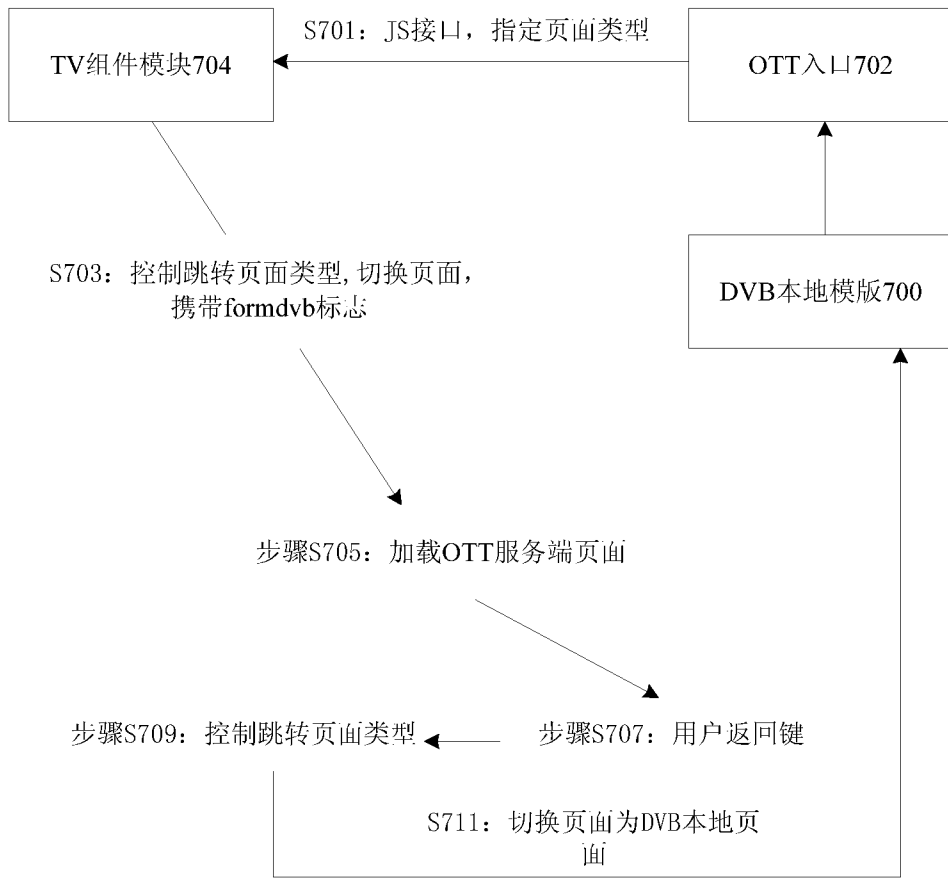 S701：JS接口，指定页面类型
TV组件模块704
OTT入口702
S703：控制跳转页面类型,切换页面，
携带formdvb标志
DVB本地模版700
步骤S705：加载OTT服务端页面
步骤S709：控制跳转页面类型
步骤S707：用户返回键
S711：切换页面为DVB本地页
面